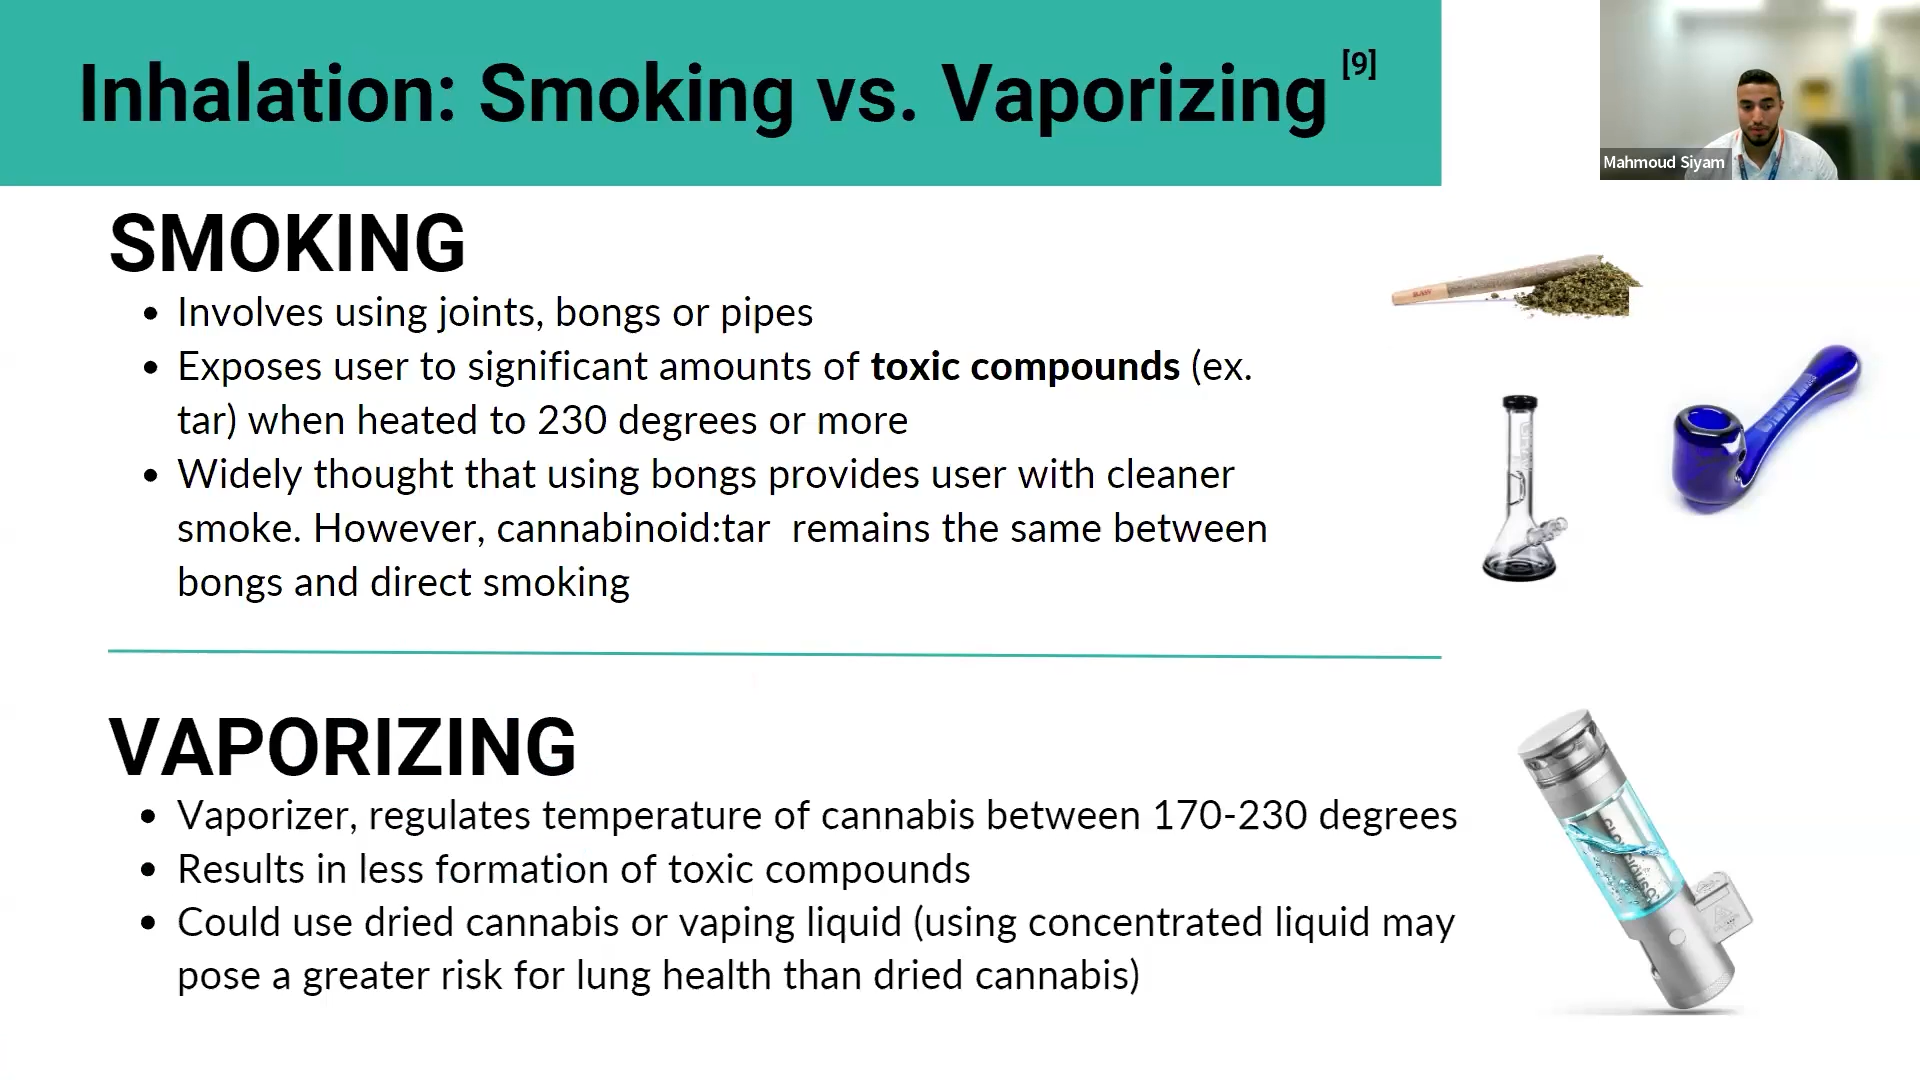 Inhalation: Smoking vs. Vaporizing [9]
Mahmoud Siyam
SMOKING
• Involves using joints, bongs or pipes
• Exposes user to significant amounts of toxic compounds (ex.
tar) when heated to 230 degrees or more
• Widely thought that using bongs provides user with cleaner
smoke. However, cannabinoid:tar  remains the same between
bongs and direct smoking
VAPORIZING
• Vaporizer, regulates temperature of cannabis between 170-230 degrees
• Results in less formation of toxic compounds
• Could use dried cannabis or vaping liquid (using concentrated liquid may
pose a greater risk for lung health than dried cannabis)